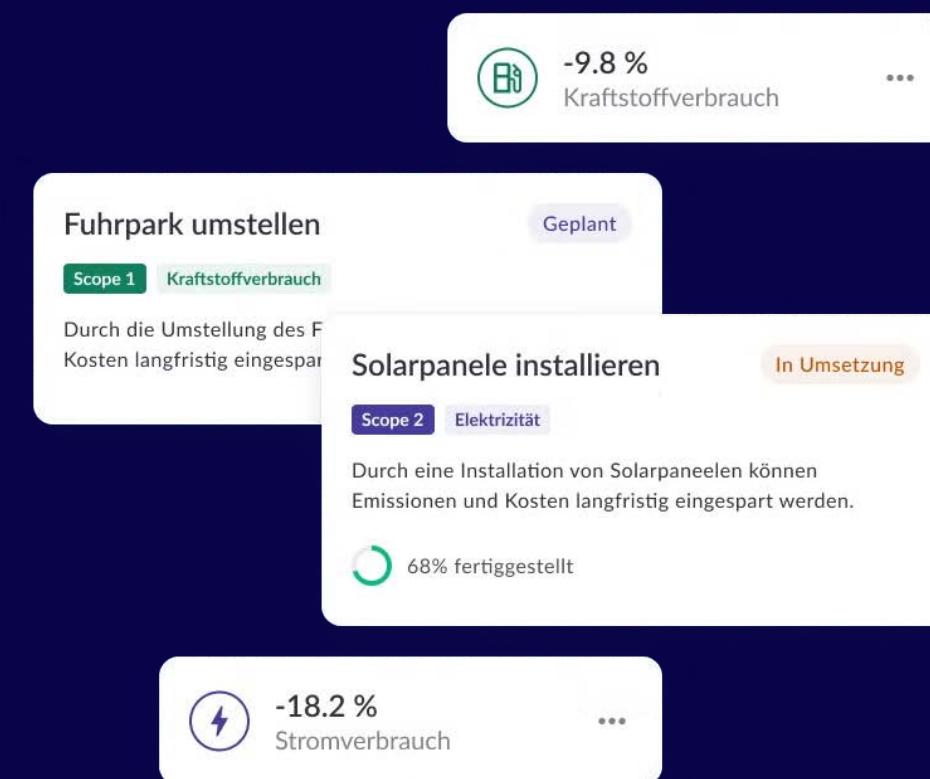 -9.8 %
Kraftstoffverbrauch
Fuhrpark umstellen
Geplant
Scope 1
Kraftstoffverbrauch
Durch die Umstellung des F
Kosten langfristig eingespar
Solarpanele installieren
In Umsetzung
Scope 2
Elektrizität
Durch eine Installation von Solarpaneelen können
Emissionen und Kosten langfristig eingespart werden.
68% fertiggestellt
-18.2 %
Stromverbrauch